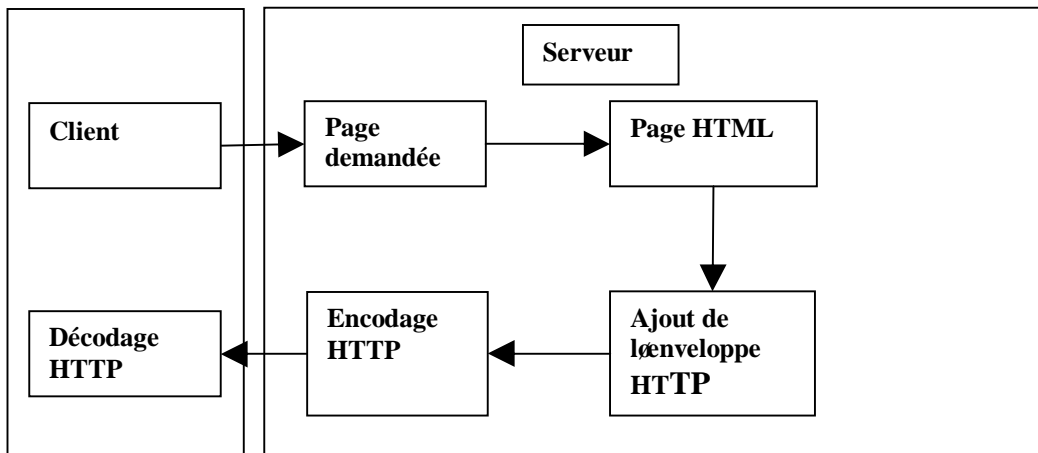 Serveur
Client
Page
demandée
Page HTML
Décodage
HTTP
Encodage
HTTP
Ajout de
løenveloppe
HTTP